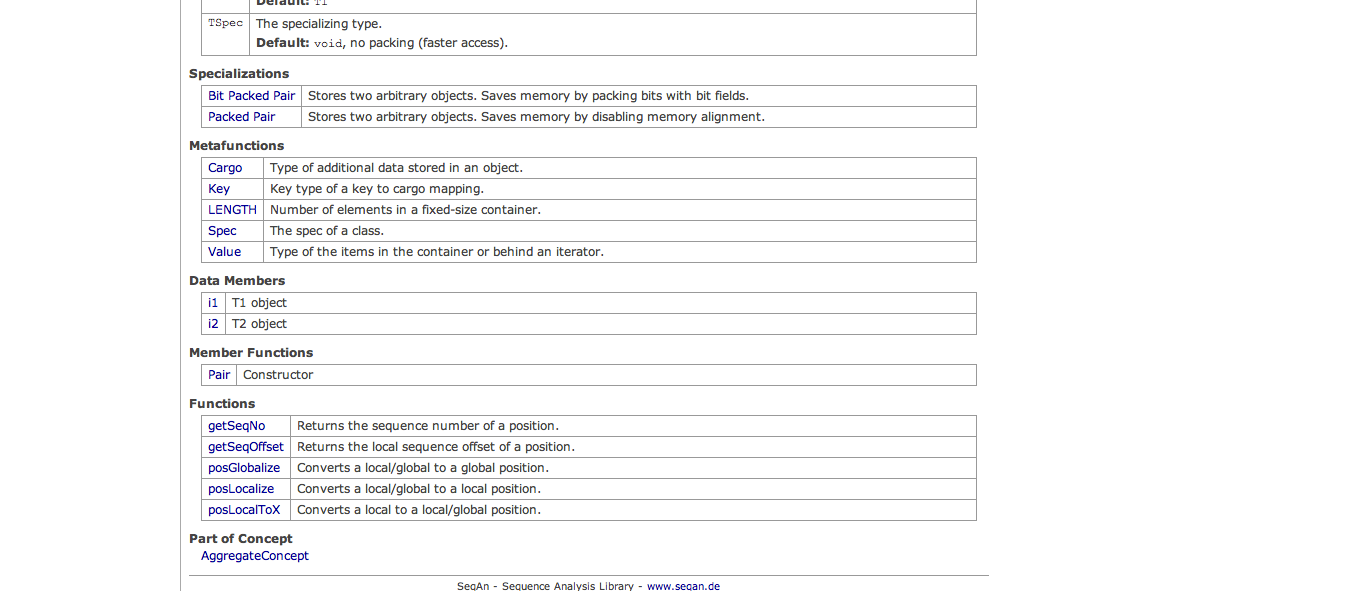 Default: T1
TSpec The specializing type.
Default: void, no packing (faster access).
Specializations
Bit Packed Pair Stores two arbitrary objects. Saves memory by packing bits with bit fields.
Packed Pair Stores two arbitrary objects. Saves memory by disabling memory alignment.
Metafunctions
Cargo Type of additional data stored in an object.
Key Key type of a key to cargo mapping.
LENGTH Number of elements in a fixed-size container.
Spec The spec of a class.
Value Type of the items in the container or behind an iterator.
Data Members
i1 T1 object
i2 T2 object
Member Functions
Pair Constructor
Functions
getSeqNo Returns the sequence number of a position.
getSeqOffset Returns the local sequence offset of a position.
posGlobalize Converts a local/global to a global position.
posLocalize Converts a local/global to a local position.
posLocalToX Converts a local to a local/global position.
Part of Concept
AggregateConcept
SeqAn - Sequence Analysis Library - www.seqan.de